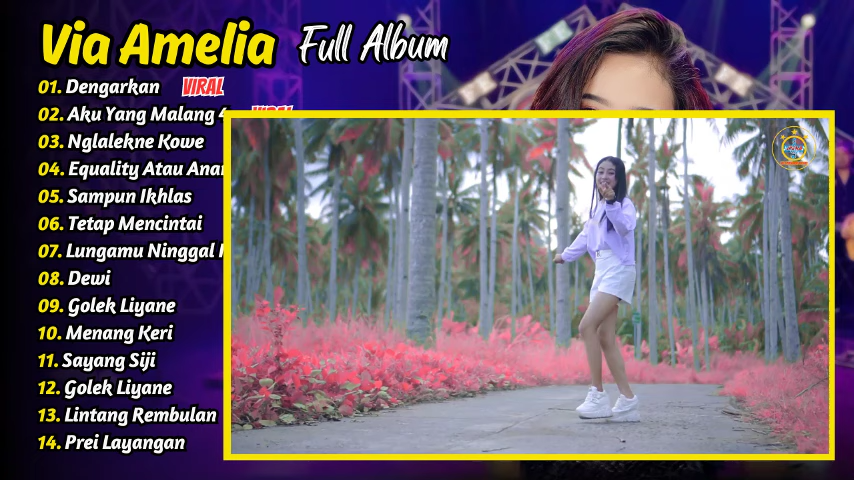 Via Amelia Full Album
01. Dengarkan VIRAL
02. Aku Yang Malang
03. Nglalekne Kowe
04. Equality Atau
05. Sampun Ikhlas
06. Tetap Mencintai
07. Lungamu Ninggal
08. Dewi
09. Golek Liyane
10. Menang Keri
11. Sayang Siji
12. Golek Liyane
13. Lintang Rembulan
14. Prei Layangan